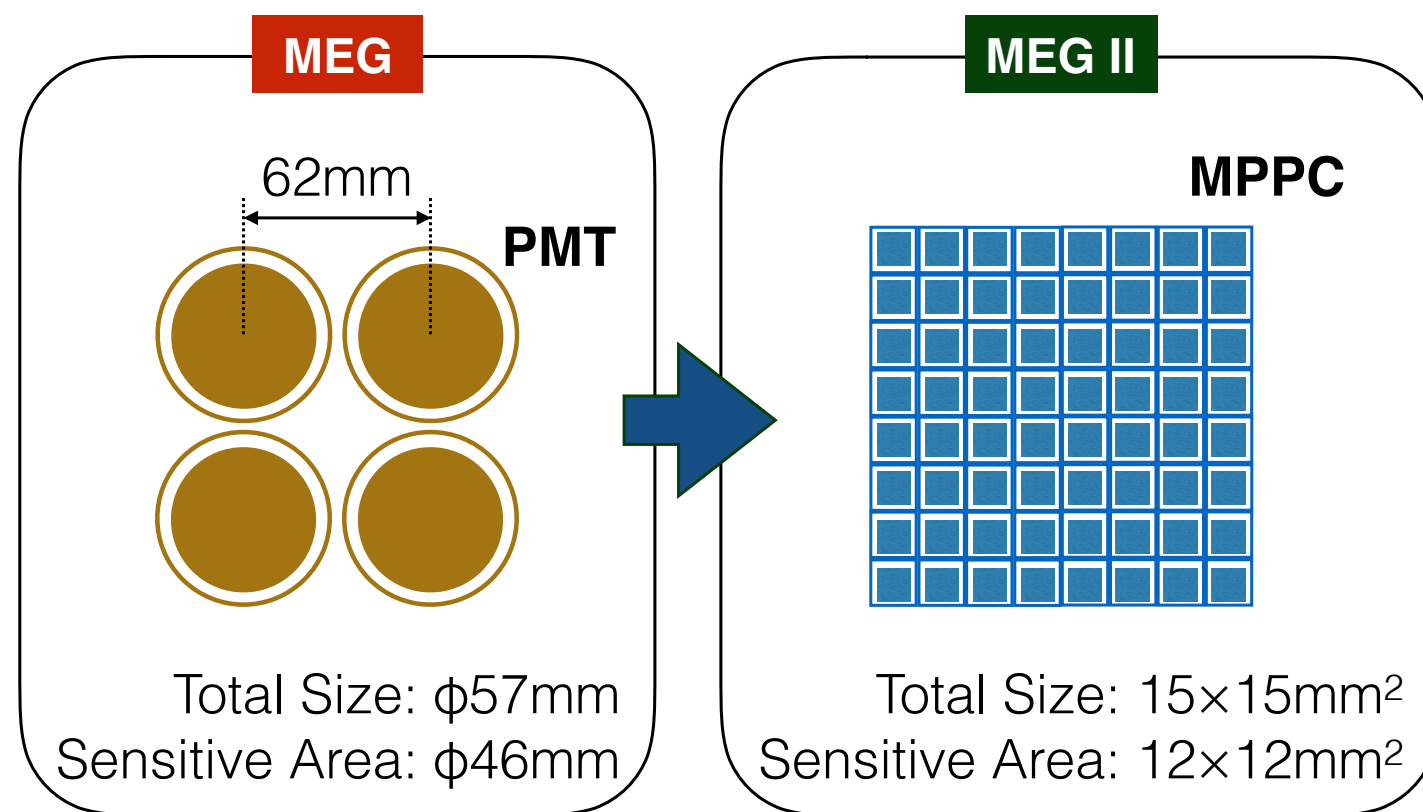 MEG
62mm
PMT
Total Size: φ57mm
Sensitive Area: φ46mm
MEG II
MPPC
Total Size: 15×15mm²
Sensitive Area: 12×12mm²